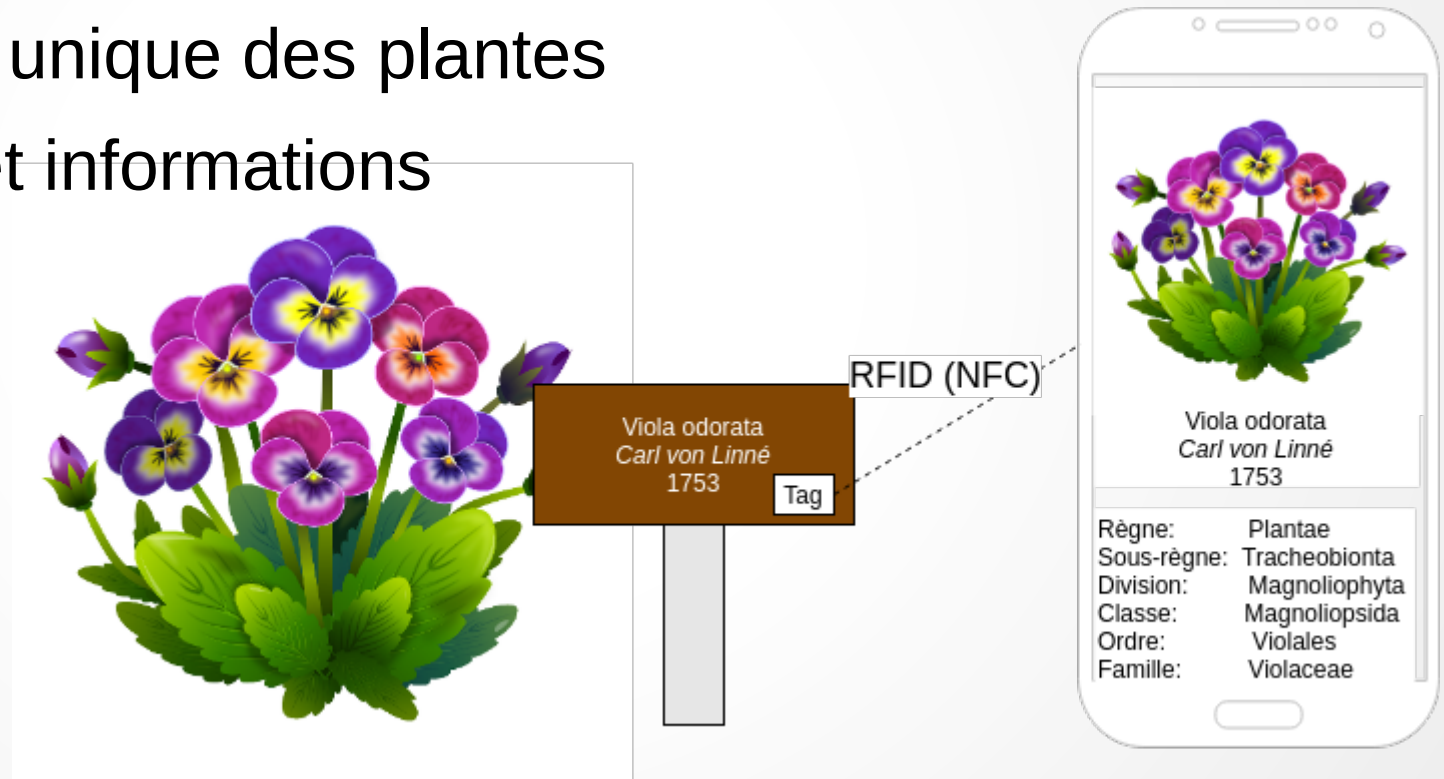 unique des plantes
et informations
RFID (NFC)
Viola odorata
Carl von Linné
1753
Tag
Viola odorata
Carl von Linné
1753
Règne: Plantae
Sous-règne: Tracheobionta
Division: Magnoliophyta
Classe: Magnoliopsida
Ordre: Violales
Famille: Violaceae